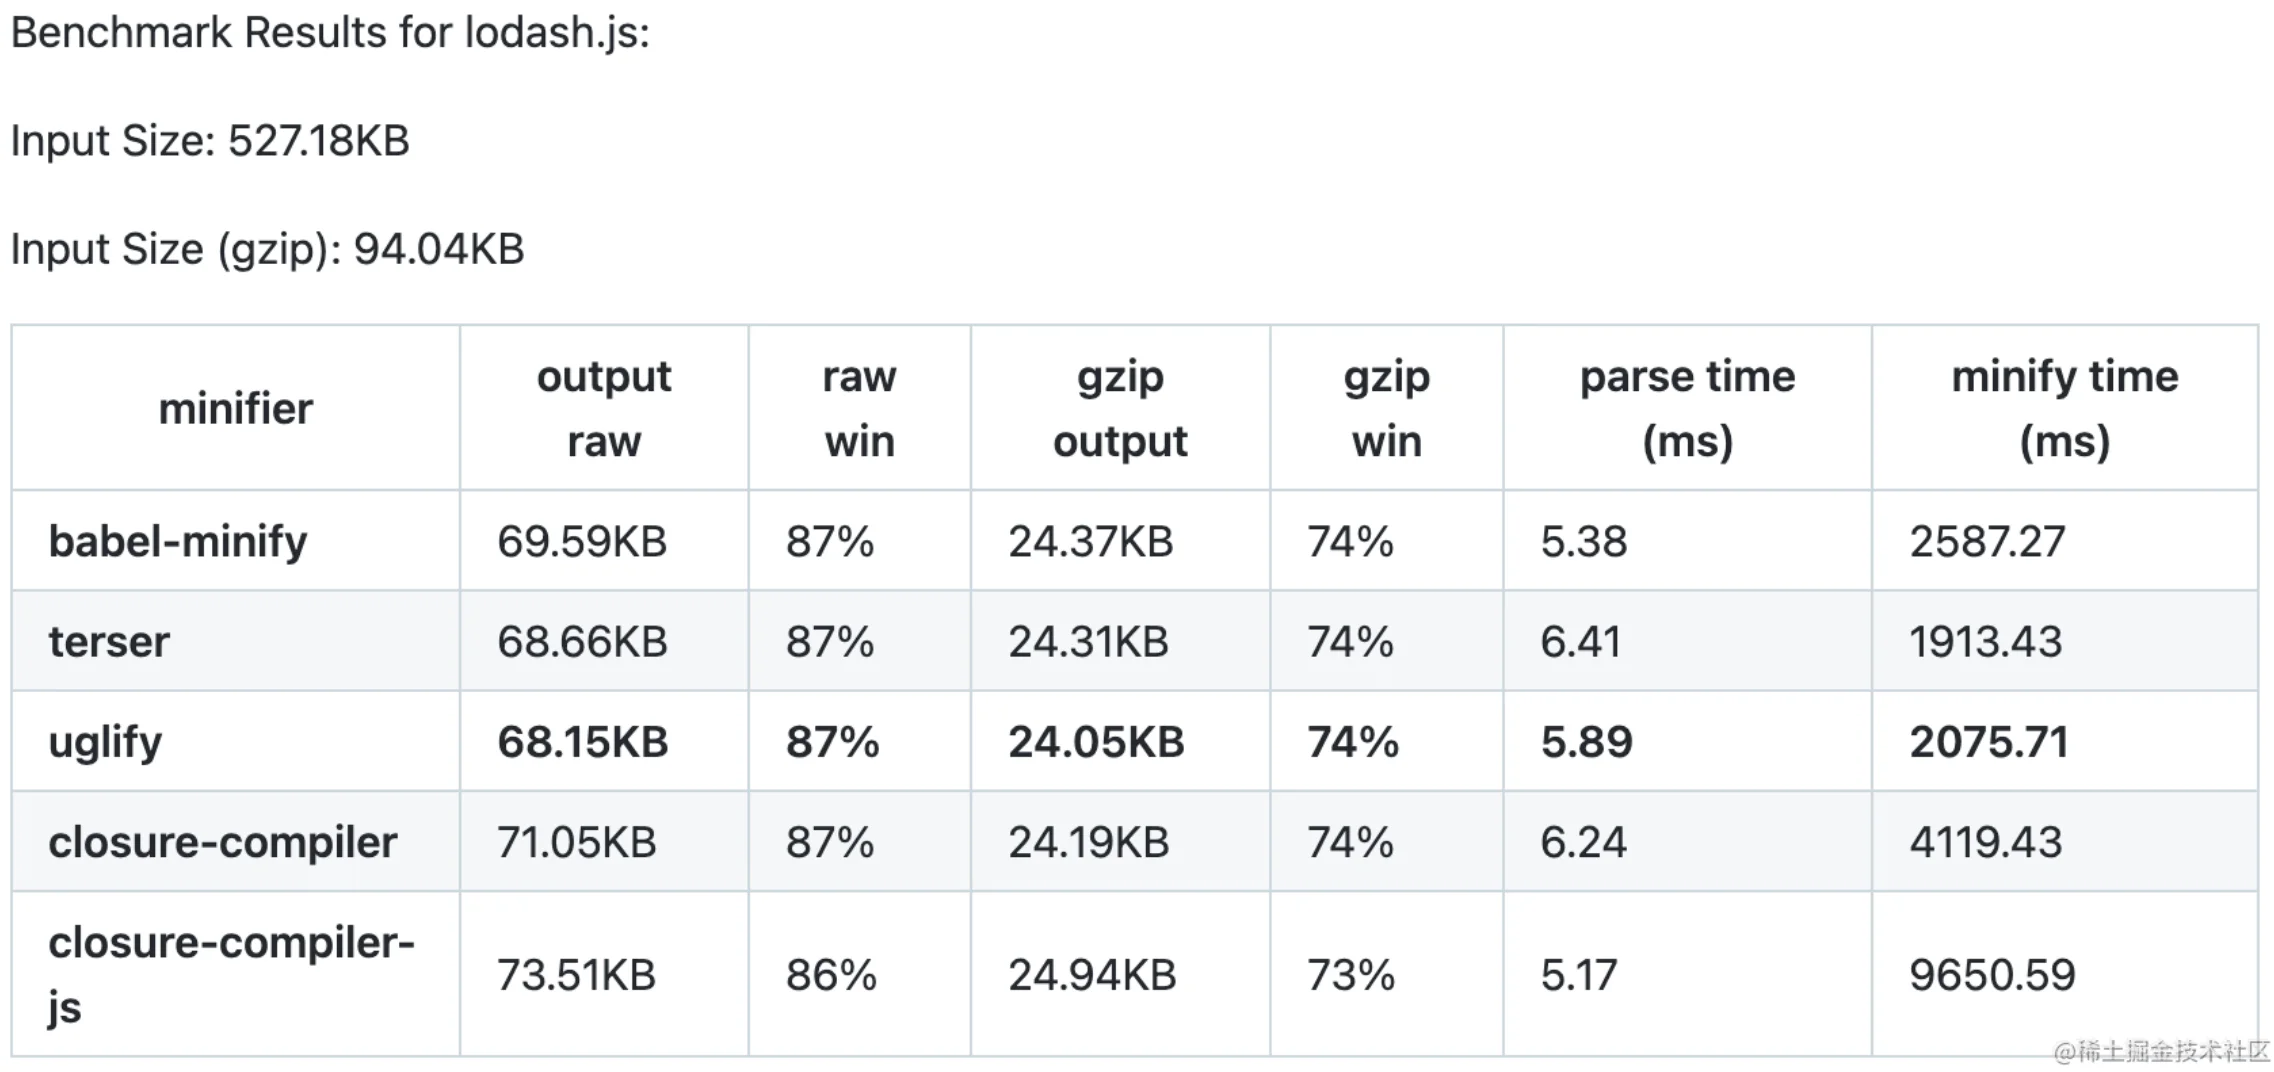 Benchmark Results for lodash.js:
Input Size: 527.18KB
Input Size (gzip): 94.04KB
minifier output raw raw win gzip output gzip win parse time (ms) minify time (ms)
babel-minify 69.59KB 87% 24.37KB 74% 5.38 2587.27
terser 68.66KB 87% 24.31KB 74% 6.41 1913.43
uglify 68.15KB 87% 24.05KB 74% 5.89 2075.71
closure-compiler 71.05KB 87% 24.19KB 74% 6.24 4119.43
closure-compiler-js 73.51KB 86% 24.94KB 73% 5.17 9650.59
@稀土掘金技术社区